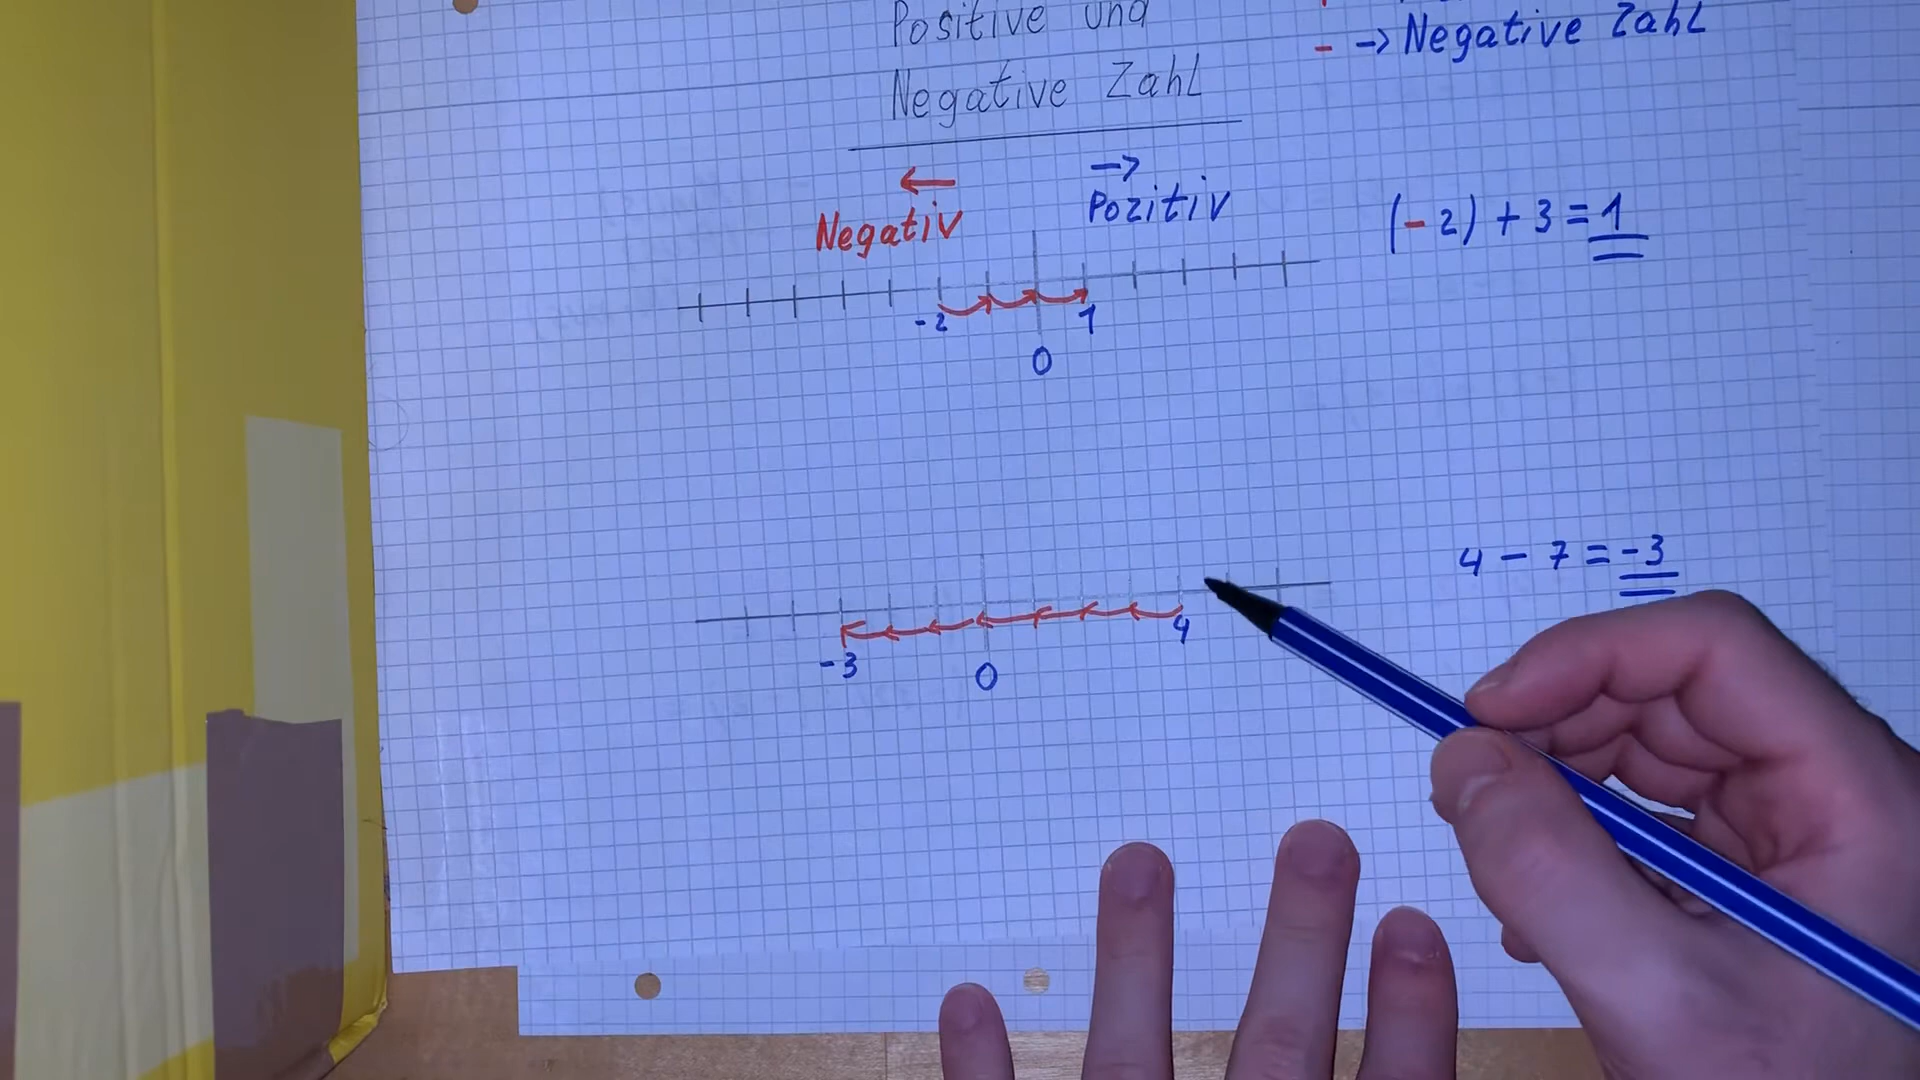 Positive und
Negative Zahl
- -> Negative Zahl
<-
Negativ
->
Pozitiv
(-2) + 3 = 1
-2
1
0
4 - 7 = -3
-3
0
4